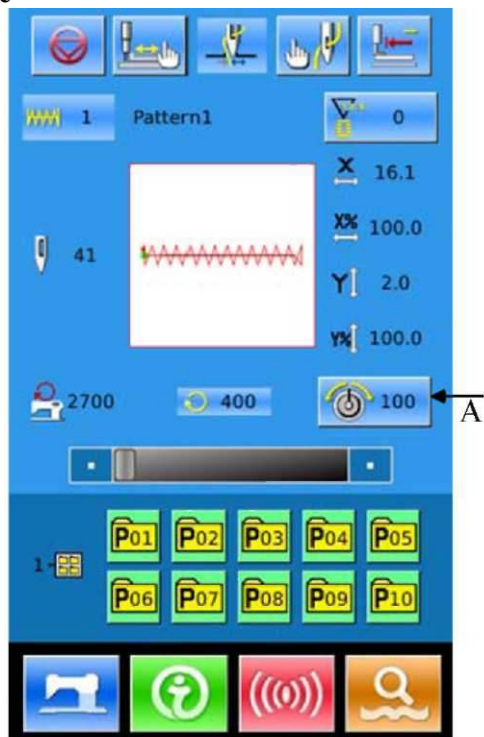 1 Pattern1 0
X 16.1
X% 100.0
41
Y 2.0
Y% 100.0
2700 400 100
A
P01 P02 P03 P04 P05
1-
P06 P07 P08 P09 P10